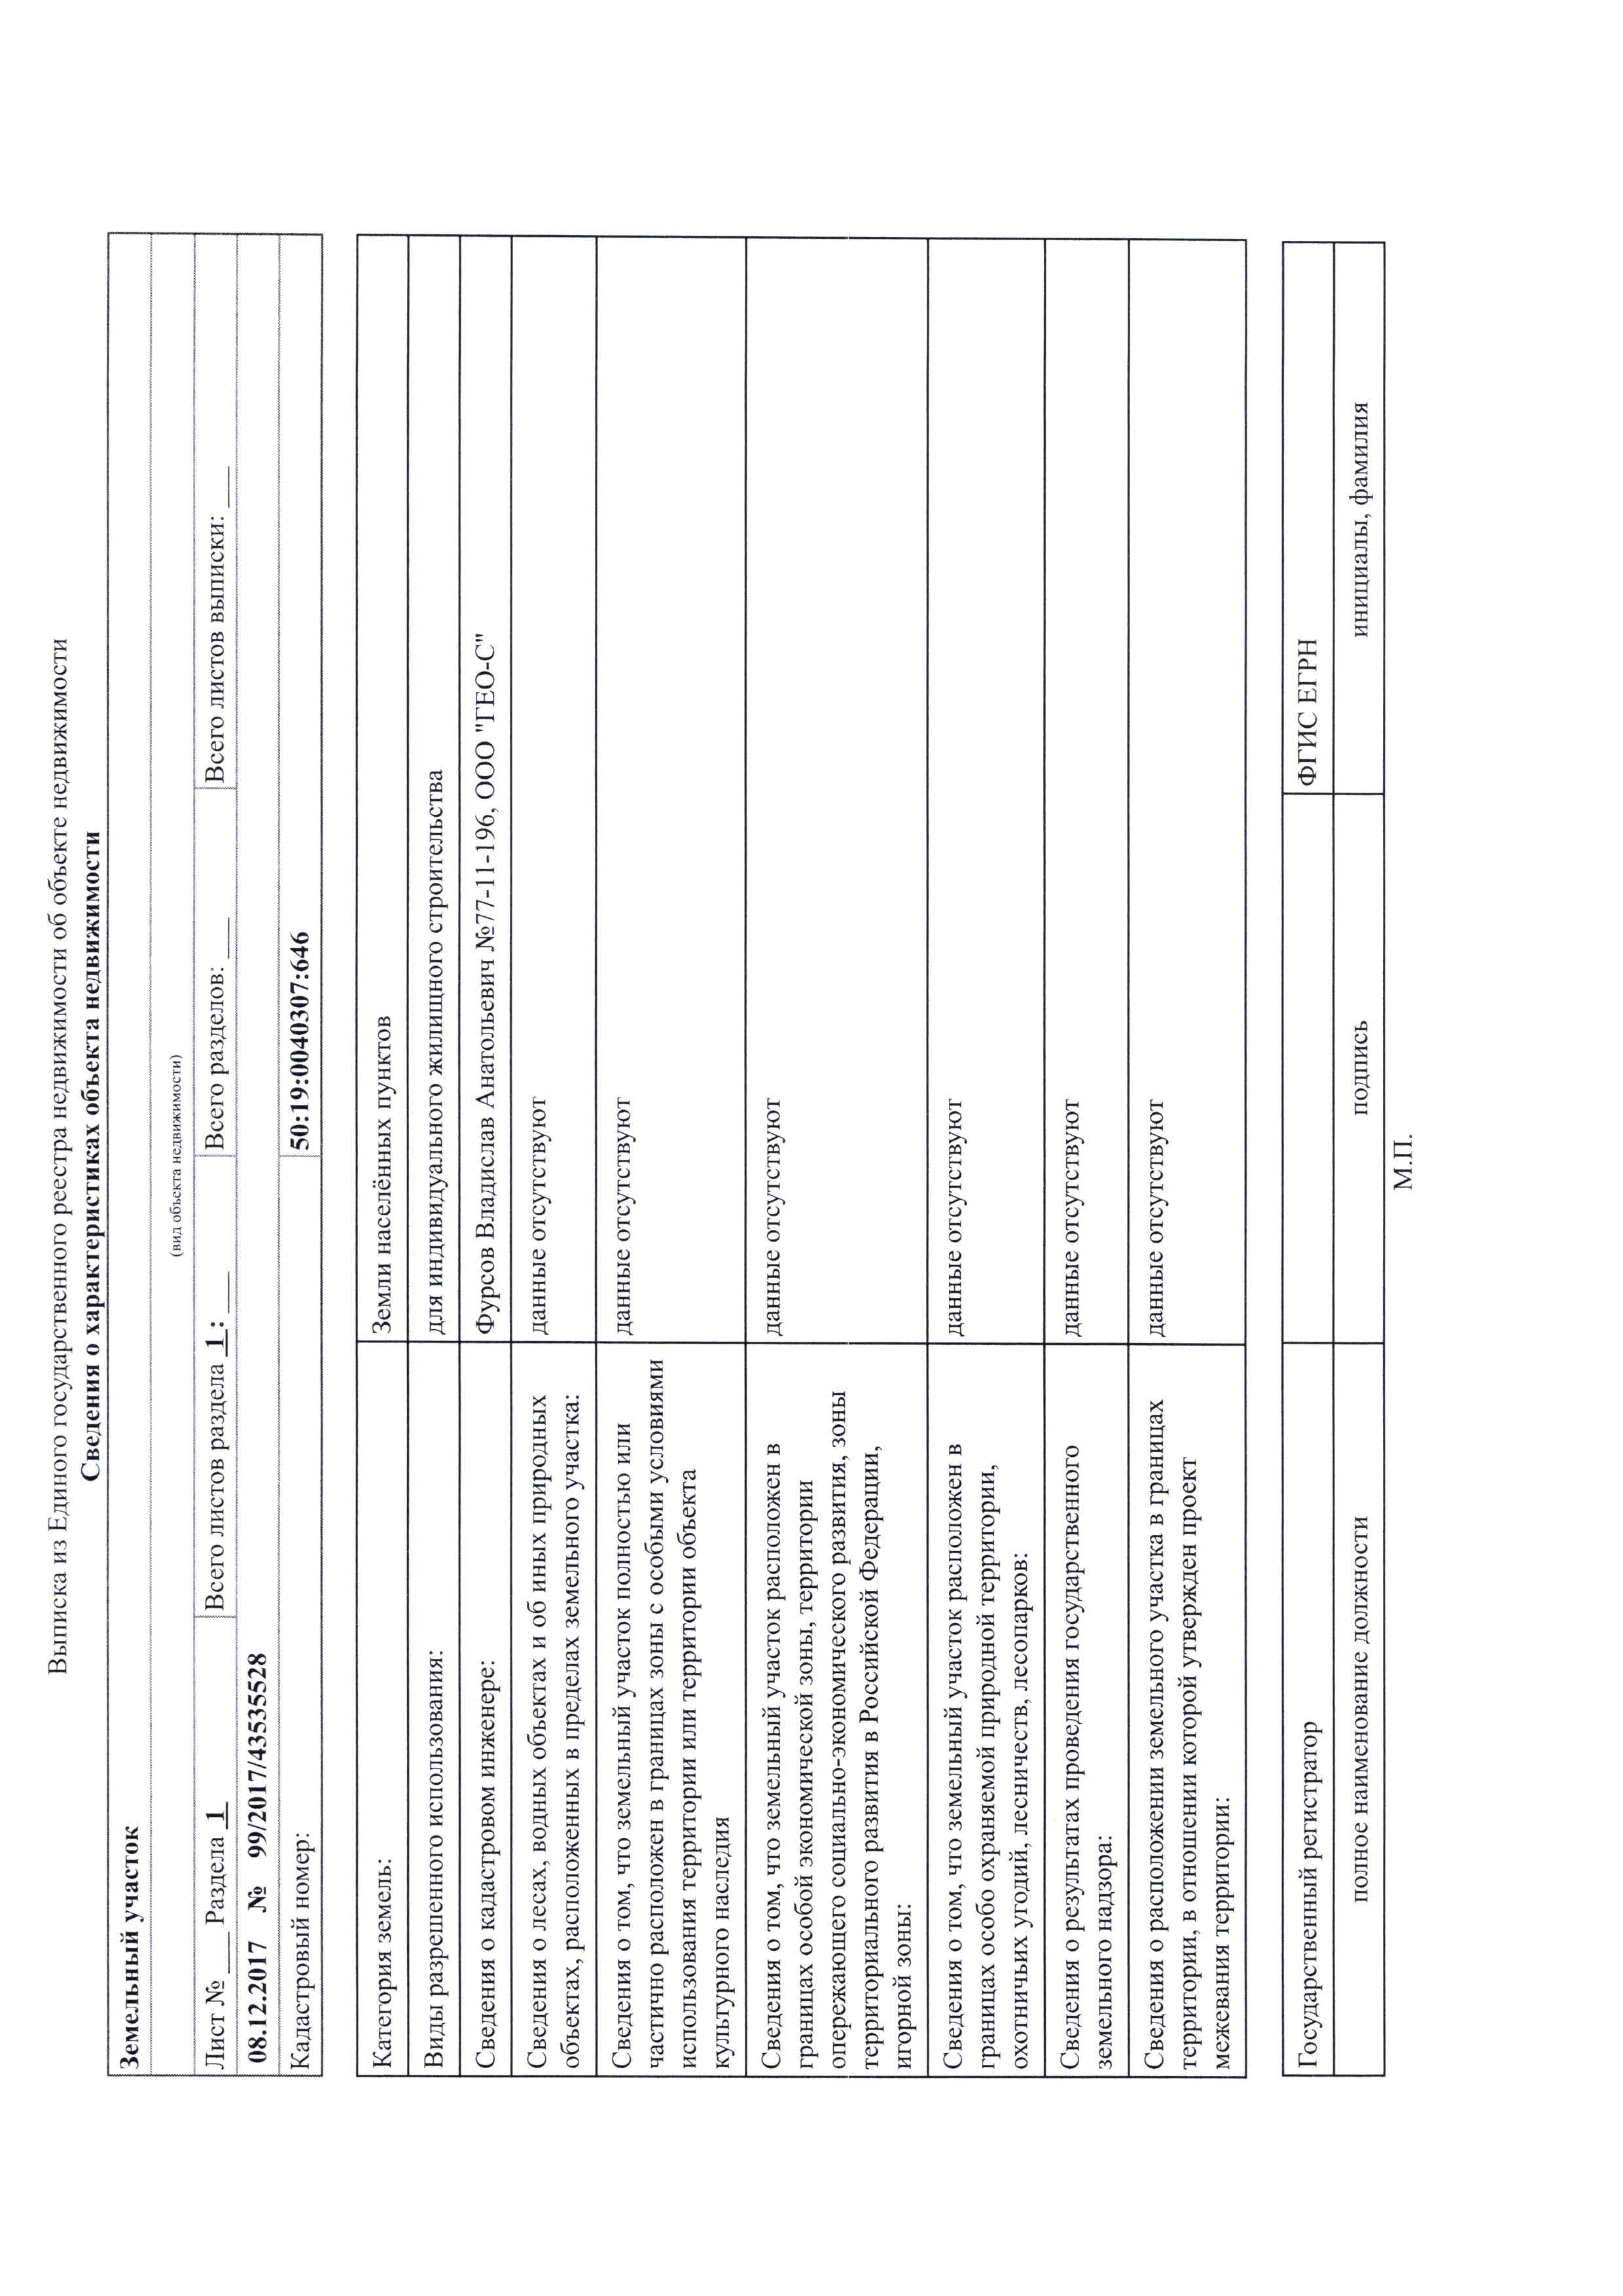 Выписка из Единого государственного реестра недвижимости об объекте недвижимости
Сведения о характеристиках объекта недвижимости
Земельный участок
(вид объекта недвижимости)
Лист № ___ Раздела 1 Всего листов раздела 1 : ___ Всего разделов: ___ Всего листов выписки: ___
08.12.2017 № 99/2017/43535528
Кадастровый номер: 50:19:0040307:646
Категория земель: Земли населённых пунктов
Виды разрешенного использования: для индивидуального жилищного строительства
Сведения о кадастровом инженере: Фурсов Владислав Анатольевич №77-11-196, ООО "ГЕО-С"
Сведения о лесах, водных объектах и об иных природных
объектах, расположенных в пределах земельного участка:
данные отсутствуют
Сведения о том, что земельный участок полностью или
частично расположен в границах зоны с особыми условиями
использования территории или территории объекта
культурного наследия
данные отсутствуют
Сведения о том, что земельный участок расположен в
границах особой экономической зоны, территории
опережающего социально-экономического развития, зоны
территориального развития в Российской Федерации,
игорной зоны:
данные отсутствуют
Сведения о том, что земельный участок расположен в
границах особо охраняемой природной территории,
охотничьих угодий, лесничеств, лесопарков:
данные отсутствуют
Сведения о результатах проведения государственного
земельного надзора:
данные отсутствуют
Сведения о расположении земельного участка в границах
территории, в отношении которой утвержден проект
межевания территории:
данные отсутствуют
Государственный регистратор ФГИС ЕГРН
полное наименование должности подпись инициалы, фамилия
М.П.